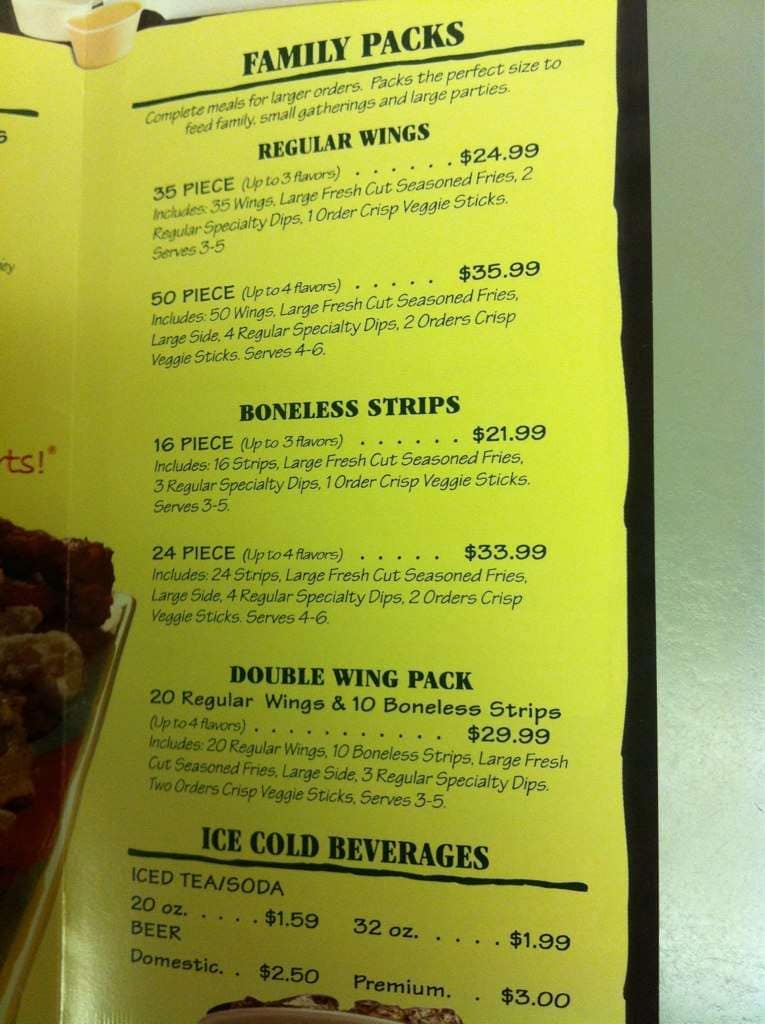 FAMILY PACKS
Complete meals for larger orders. Packs the perfect size to
feed family, small gatherings and large parties.
REGULAR WINGS
35 PIECE (Up to 3 flavors) . . . . . . $24.99
Includes: 35 Wings, Large Fresh Cut Seasoned Fries, 2
Regular Specialty Dips, 1 Order Crisp Veggie Sticks.
Serves 3-5
50 PIECE (Up to 4 flavors) . . . . . $35.99
Includes: 50 Wings, Large Fresh Cut Seasoned Fries,
Large Side, 4 Regular Specialty Dips, 2 Orders Crisp
Veggie Sticks. Serves 4-6.
BONELESS STRIPS
16 PIECE (Up to 3 flavors) . . . . . . $21.99
Includes: 16 Strips, Large Fresh Cut Seasoned Fries,
3 Regular Specialty Dips, 1 Order Crisp Veggie Sticks.
Serves 3-5.
24 PIECE (Up to 4 flavors) . . . . . $33.99
Includes: 24 Strips, Large Fresh Cut Seasoned Fries,
Large Side, 4 Regular Specialty Dips, 2 Orders Crisp
Veggie Sticks. Serves 4-6.
rts!®
DOUBLE WING PACK
20 Regular Wings & 10 Boneless Strips
(Up to 4 flavors) . . . . . . . . . . . $29.99
Includes: 20 Regular Wings, 10 Boneless Strips, Large Fresh
Cut Seasoned Fries, Large Side, 3 Regular Specialty Dips.
Two Orders Crisp Veggie Sticks, Serves 3-5.
ICE COLD BEVERAGES
ICED TEA/SODA
20 oz. . . . . $1.59 32 oz. . . . . $1.99
BEER
Domestic. . $2.50 Premium. . $3.00